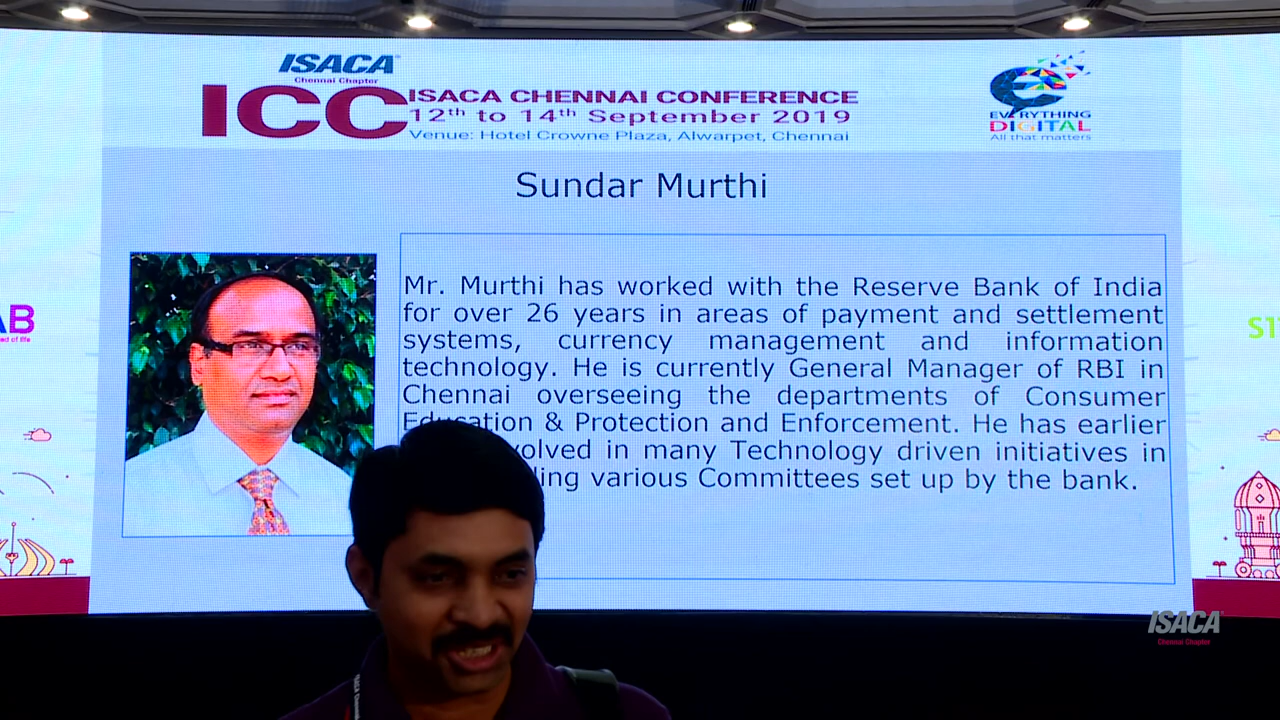 ISACA
Chennai Chapter
ICC
ISACA CHENNAI CONFERENCE
12th to 14th September 2019
Venue: Hotel Crowne Plaza, Alwarpet, Chennai
EVERYTHING
DIGITAL
All that matters
Sundar Murthi
Mr. Murthi has worked with the Reserve Bank of India
for over 26 years in areas of payment and settlement
systems, currency management and information
technology. He is currently General Manager of RBI in
Chennai overseeing the departments of Consumer
Education & Protection and Enforcement. He has earlier
in many Technology driven initiatives in
various Committees set up by the bank.
ISACA
Chennai Chapter